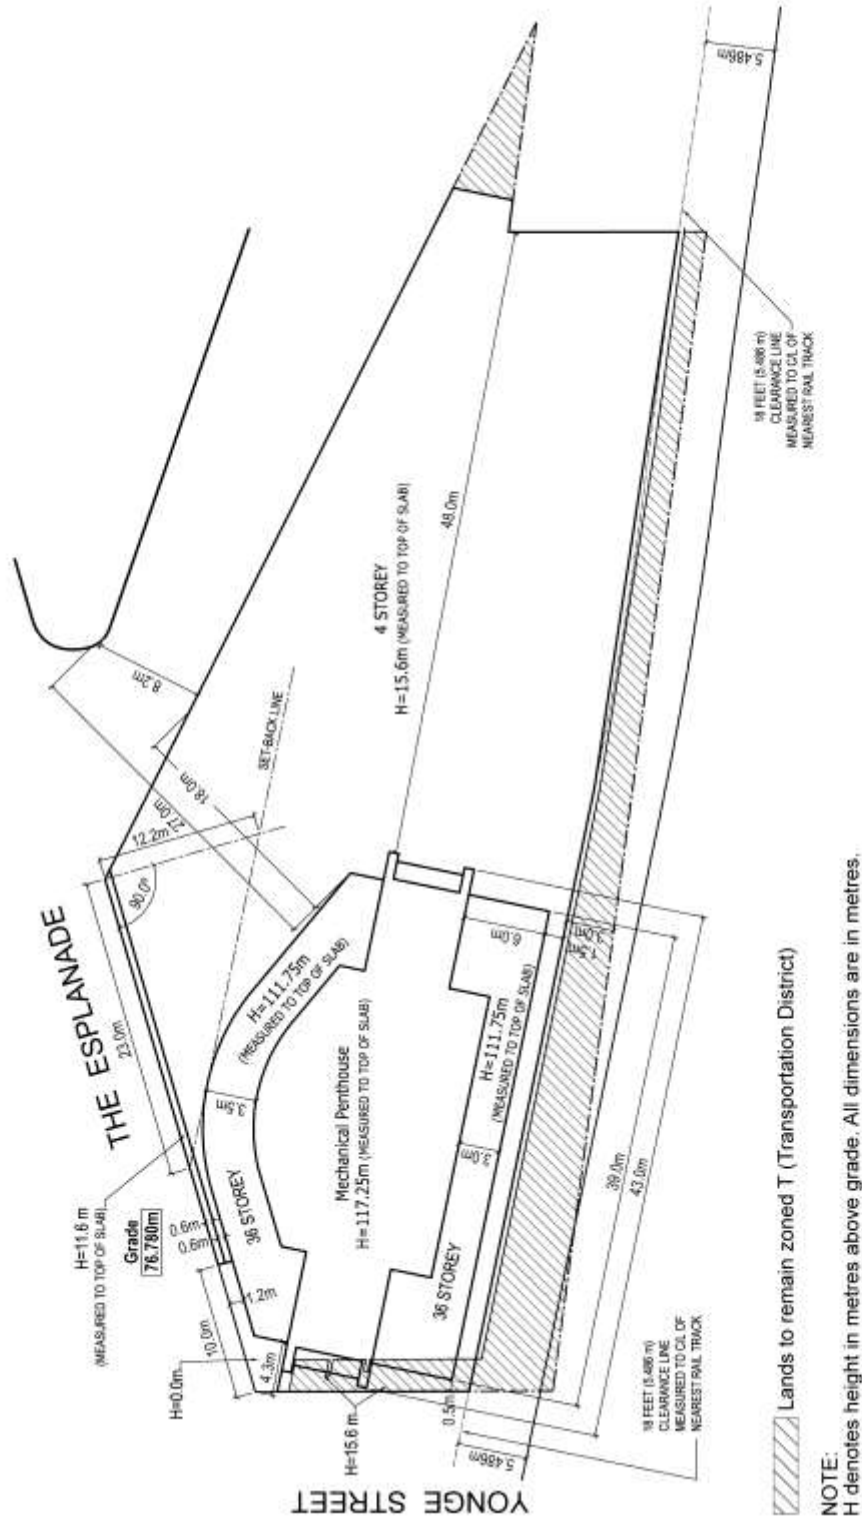 5.486m
18 FEET (5.486 m)
CLEARANCE LINE
MEASURED TO C/L OF
NEAREST RAIL TRACK
8.2m
SET-BACK LINE
18.0m
27.0m
12.2m
90.0º
4 STOREY
H=15.6m (MEASURED TO TOP OF SLAB)
48.0m
THE ESPLANADE
23.0m
H=11.6 m
(MEASURED TO TOP OF SLAB)
Grade
76.780m
0.6m
0.6m
10.0m
1.2m
H=0.0m
4.3m
H=15.6 m
36 STOREY
3.5m
H=111.75m
(MEASURED TO TOP OF SLAB)
Mechanical Penthouse
H=117.25m (MEASURED TO TOP OF SLAB)
36 STOREY
3.0m
H=111.75m
(MEASURED TO TOP OF SLAB)
6.0m
3.0m
1.5m
39.0m
43.0m
0.5m
5.486m
18 FEET (5.486 m)
CLEARANCE LINE
MEASURED TO C/L OF
NEAREST RAIL TRACK
YONGE STREET
Lands to remain zoned T (Transportation District)
NOTE:
H denotes height in metres above grade. All dimensions are in metres.